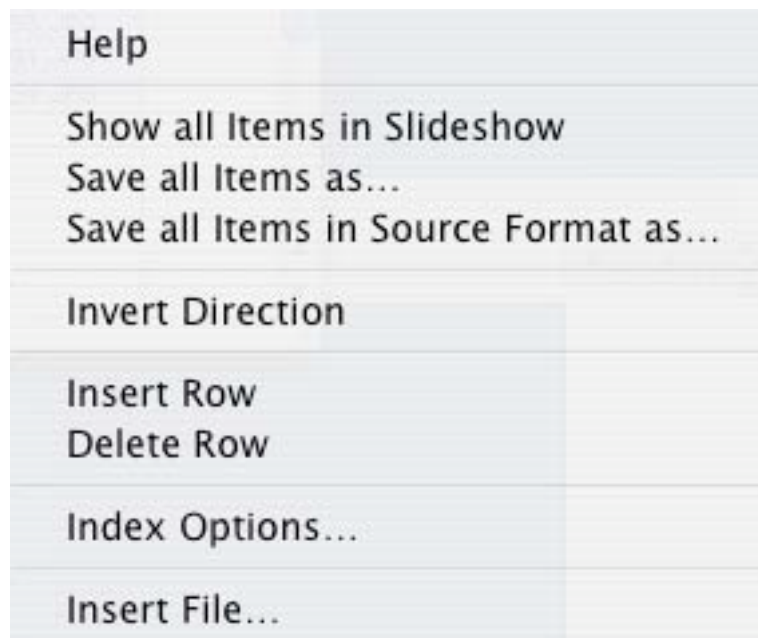 Help
Show all Items in Slideshow
Save all Items as…
Save all Items in Source Format as…
Invert Direction
Insert Row
Delete Row
Index Options…
Insert File…